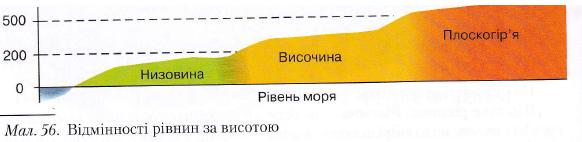 500
Плоскогір'я
200
Височина
Низовина
0
Рівень моря
Мал. 56. Відмінності рівнин за висотою